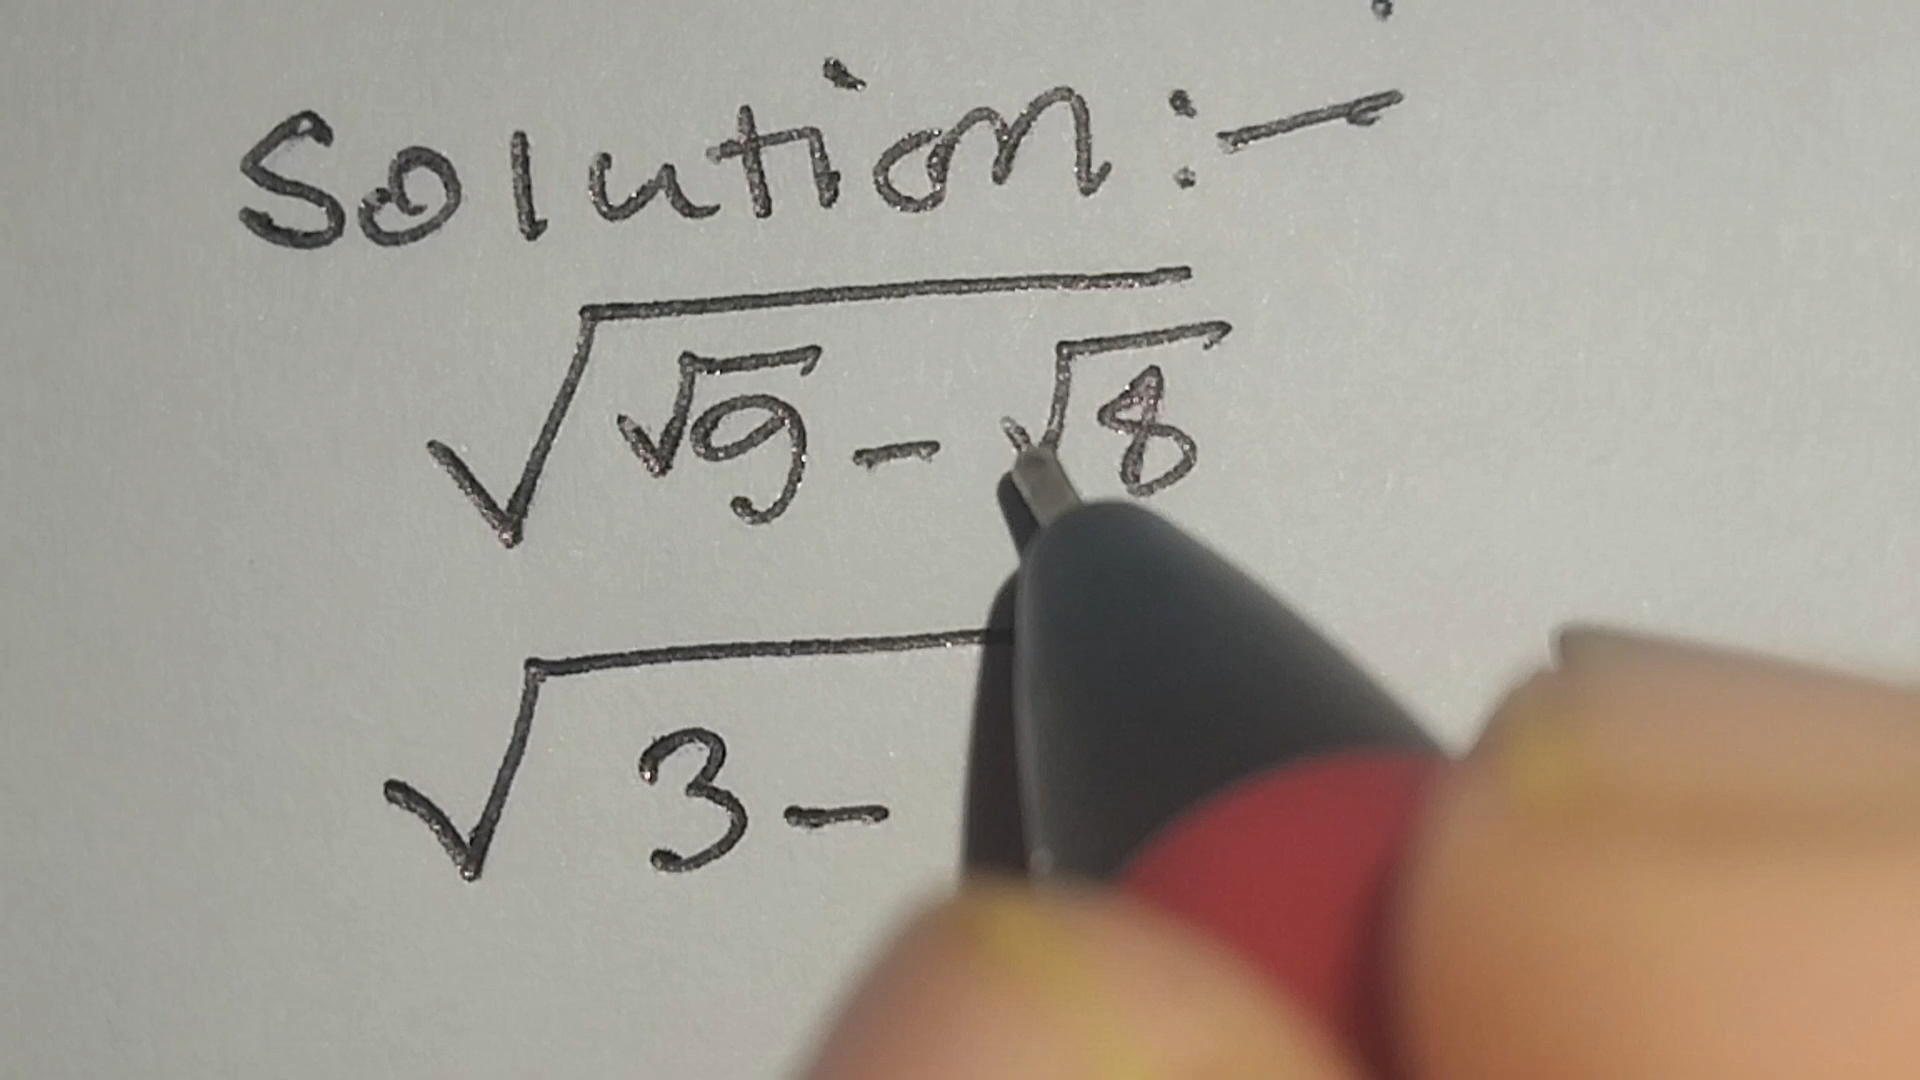 Solution:-
√(√9 - √8)
√(3 -